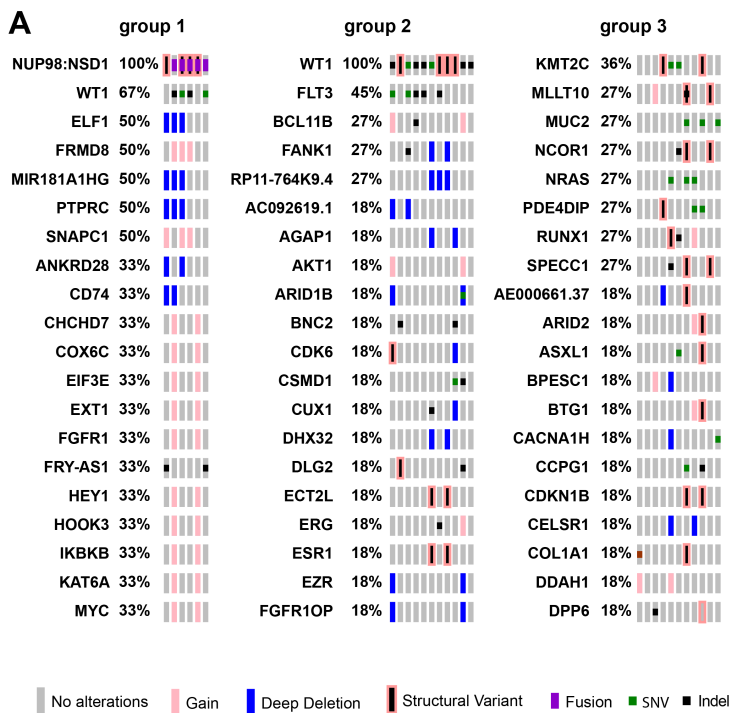 A
group 1 group 2 group 3
NUP98:NSD1 100% WT1 100% KMT2C 36%
WT1 67% FLT3 45% MLLT10 27%
ELF1 50% BCL11B 27% MUC2 27%
FRMD8 50% FANK1 27% NCOR1 27%
MIR181A1HG 50% RP11-764K9.4 27% NRAS 27%
PTPRC 50% AC092619.1 18% PDE4DIP 27%
SNAPC1 50% AGAP1 18% RUNX1 27%
ANKRD28 33% AKT1 18% SPECC1 27%
CD74 33% ARID1B 18% AE000661.37 18%
CHCHD7 33% BNC2 18% ARID2 18%
COX6C 33% CDK6 18% ASXL1 18%
EIF3E 33% CSMD1 18% BPESC1 18%
EXT1 33% CUX1 18% BTG1 18%
FGFR1 33% DHX32 18% CACNA1H 18%
FRY-AS1 33% DLG2 18% CCPG1 18%
HEY1 33% ECT2L 18% CDKN1B 18%
HOOK3 33% ERG 18% CELSR1 18%
IKBKB 33% ESR1 18% COL1A1 18%
KAT6A 33% EZR 18% DDAH1 18%
MYC 33% FGFR1OP 18% DPP6 18%
No alterations Gain Deep Deletion Structural Variant Fusion SNV Indel